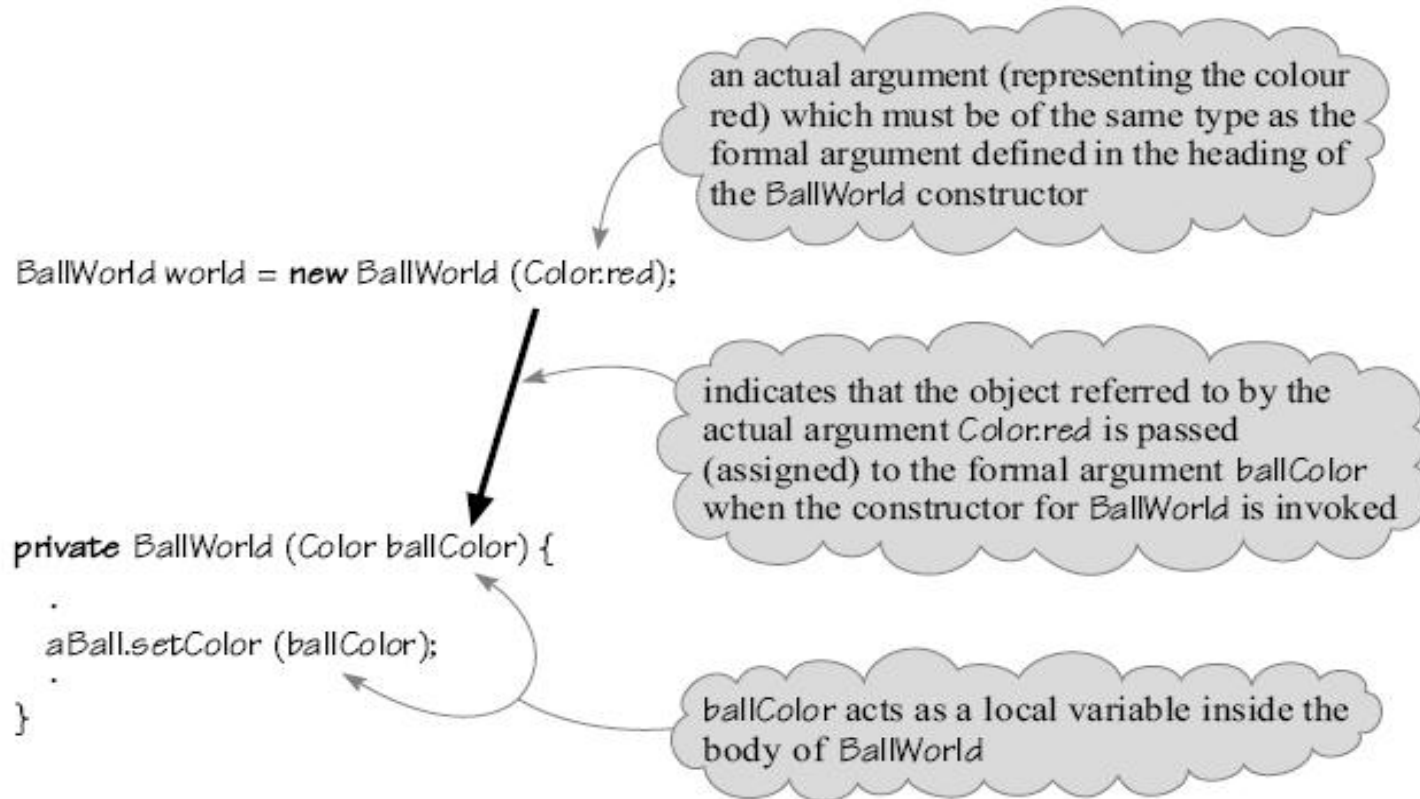 an actual argument (representing the colour
red) which must be of the same type as the
formal argument defined in the heading of
the BallWorld constructor
BallWorld world = new BallWorld (Color.red);
indicates that the object referred to by the
actual argument Color.red is passed
(assigned) to the formal argument ballColor
when the constructor for BallWorld is invoked
private BallWorld (Color ballColor) {
.
aBall.setColor (ballColor);
.
}
ballColor acts as a local variable inside the
body of BallWorld